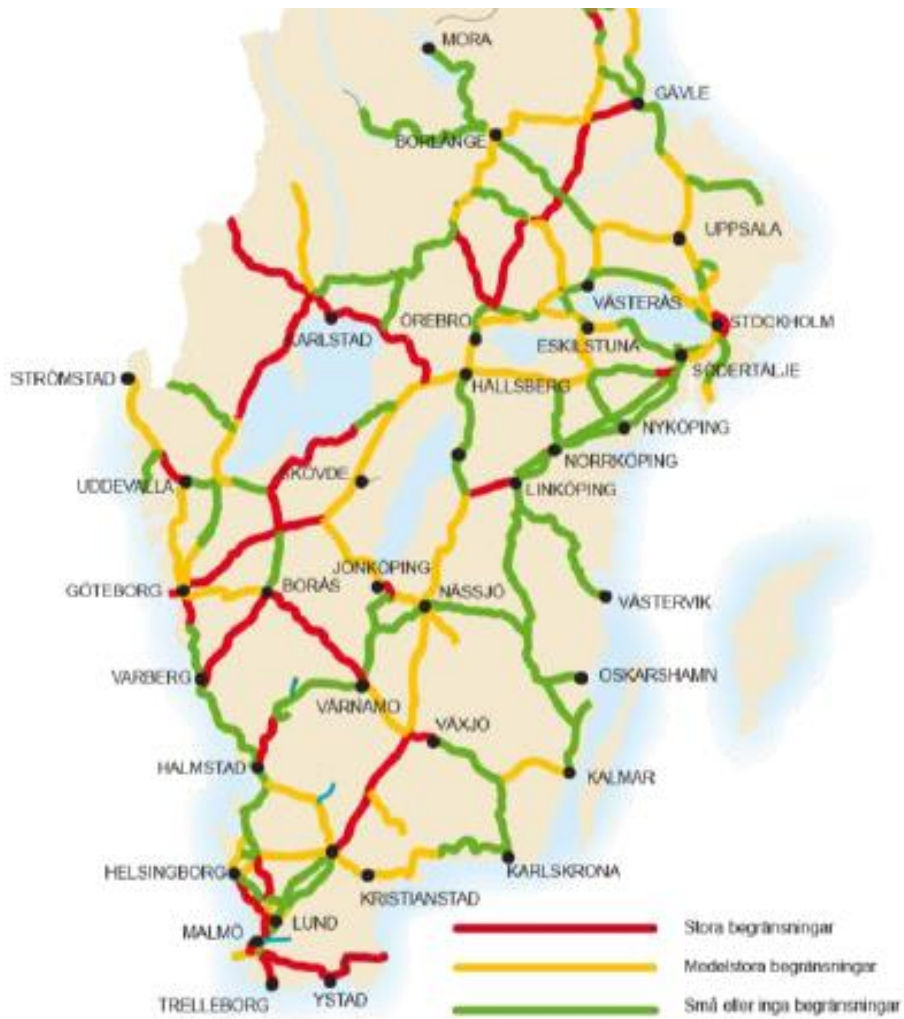 MORA
GÄVLE
BORLÄNGE
UPPSALA
VÄSTERÅS
ÖREBRO
STOCKHOLM
KARLSTAD
ESKILSTUNA
SÖDERTÄLJE
STRÖMSTAD
HALLSBERG
NYKÖPING
NORRKÖPING
SKÖVDE
UDDEVALLA
LINKÖPING
JÖNKÖPING
GÖTEBORG
BORÅS
NÄSSJÖ
VÄSTERVIK
VARBERG
OSKARSHAMN
VÄRNAMO
VÄXJÖ
HALMSTAD
KALMAR
HELSINGBORG
KARLSKRONA
KRISTIANSTAD
LUND
MALMÖ
TRELLEBORG
YSTAD
Stora begränsningar
Medelstora begränsningar
Små eller inga begränsningar